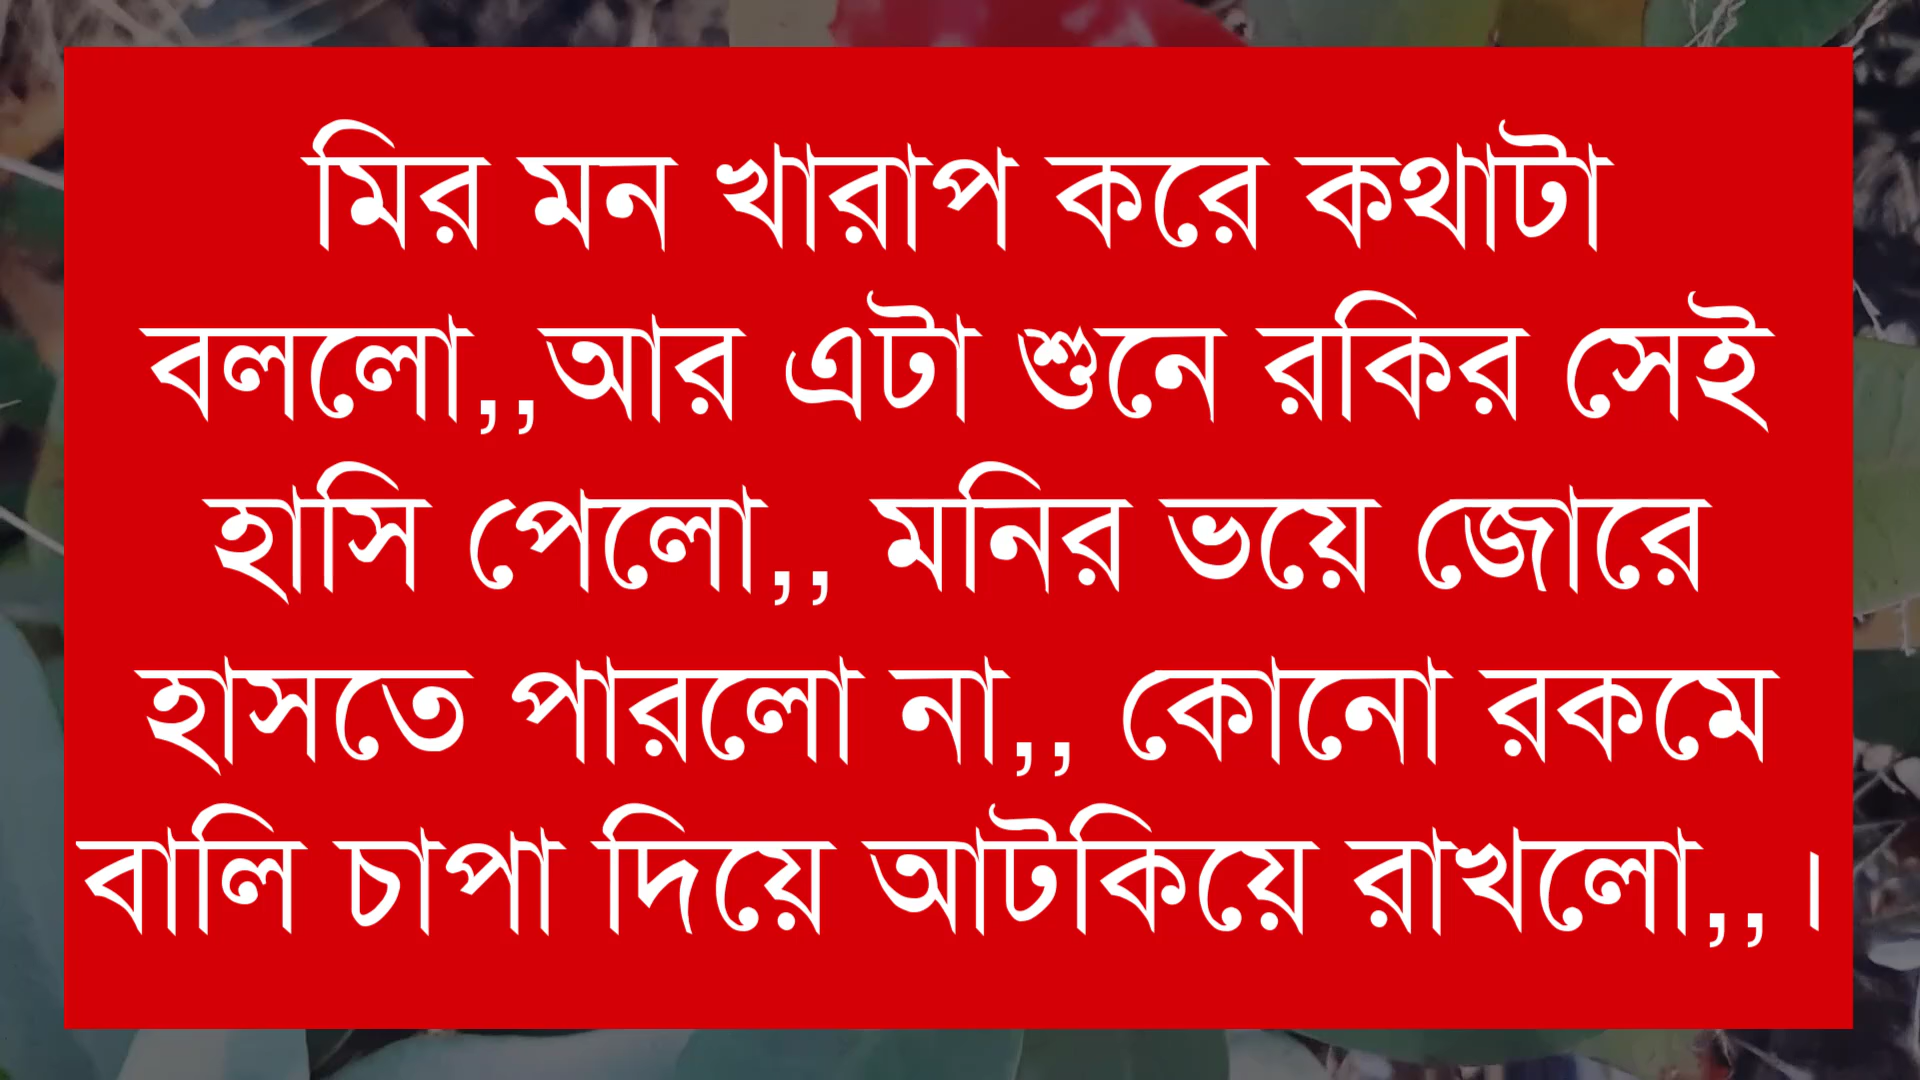 মির মন খারাপ করে কথাটা
বললো,,আর এটা শুনে রকির সেই
হাসি পেলো,, মনির ভয়ে জোরে
হাসতে পারলো না,, কোনো রকমে
বালি চাপা দিয়ে আটকিয়ে রাখলো,,।